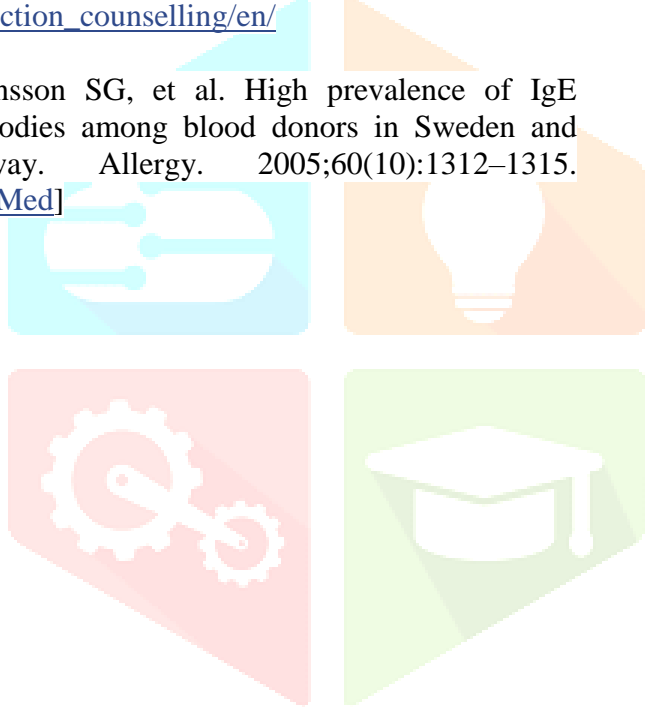 ction_counselling/en/
nsson SG, et al. High prevalence of IgE
odies among blood donors in Sweden and
vay. Allergy. 2005;60(10):1312–1315.
Med]